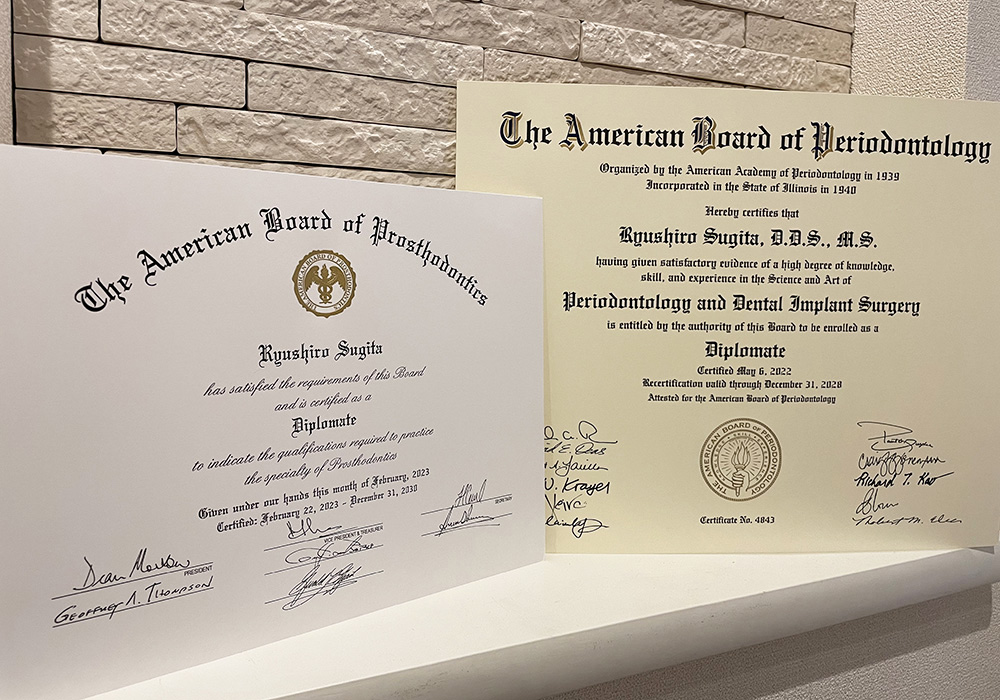 The American Board of Prosthodontics
Ryushiro Sugita
has satisfied the requirements of this Board
and is certified as a
Diplomate
to indicate the qualifications required to practice
the specialty of Prosthodontics
Given under our hands this month of February, 2023
Certified: February 22, 2023 - December 31, 2030
PRESIDENT
VICE PRESIDENT & TREASURER
SECRETARY
The American Board of Periodontology
Organized by the American Academy of Periodontology in 1939
Incorporated in the State of Illinois in 1940
Hereby certifies that
Ryushiro Sugita, D.D.S., M.S.
having given satisfactory evidence of a high degree of knowledge,
skill, and experience in the Science and Art of
Periodontology and Dental Implant Surgery
is entitled by the authority of this Board to be enrolled as a
Diplomate
Certified May 6, 2022
Recertification valid through December 31, 2028
Attested for the American Board of Periodontology
THE AMERICAN BOARD OF PERIODONTOLOGY
Richard T. Kao
Certificate No. 4843